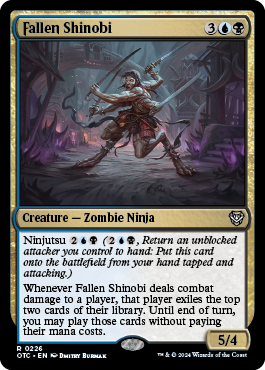 Fallen Shinobi 3
Creature — Zombie Ninja
Ninjutsu 2 (2, Return an unblocked
attacker you control to hand: Put this card
onto the battlefield from your hand tapped and
attacking.)
Whenever Fallen Shinobi deals combat
damage to a player, that player exiles the top
two cards of their library. Until end of turn,
you may play those cards without paying
their mana costs.
5/4
R 0226
OTC • EN Dmitry Burmak
™ & © 2024 Wizards of the Coast